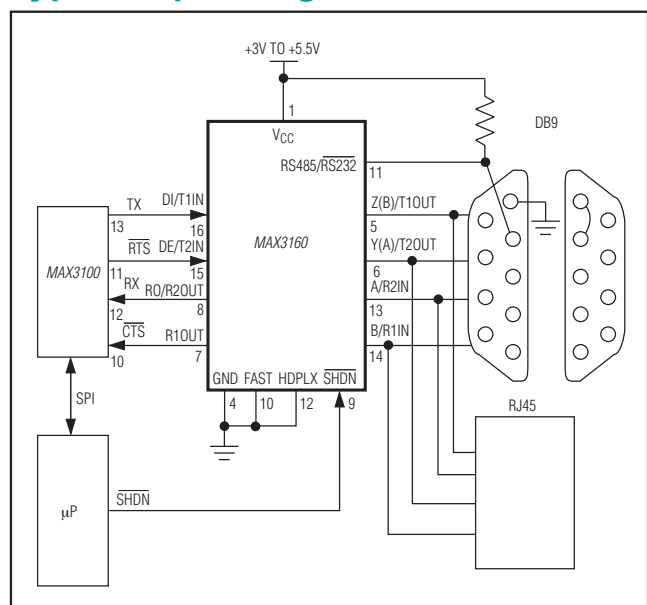 +3V TO +5.5V
1
VCC
DB9
RS485/RS232
11
TX
DI/T1IN
13
16
Z(B)/T1OUT
5
MAX3100
RTS
DE/T2IN
11
15
MAX3160
Y(A)/T2OUT
6
RX
RO/R2OUT
12
8
A/R2IN
13
CTS
R1OUT
10
7
B/R1IN
14
GND
FAST
HDPLX
SHDN
4
10
12
9
SPI
RJ45
µP
SHDN